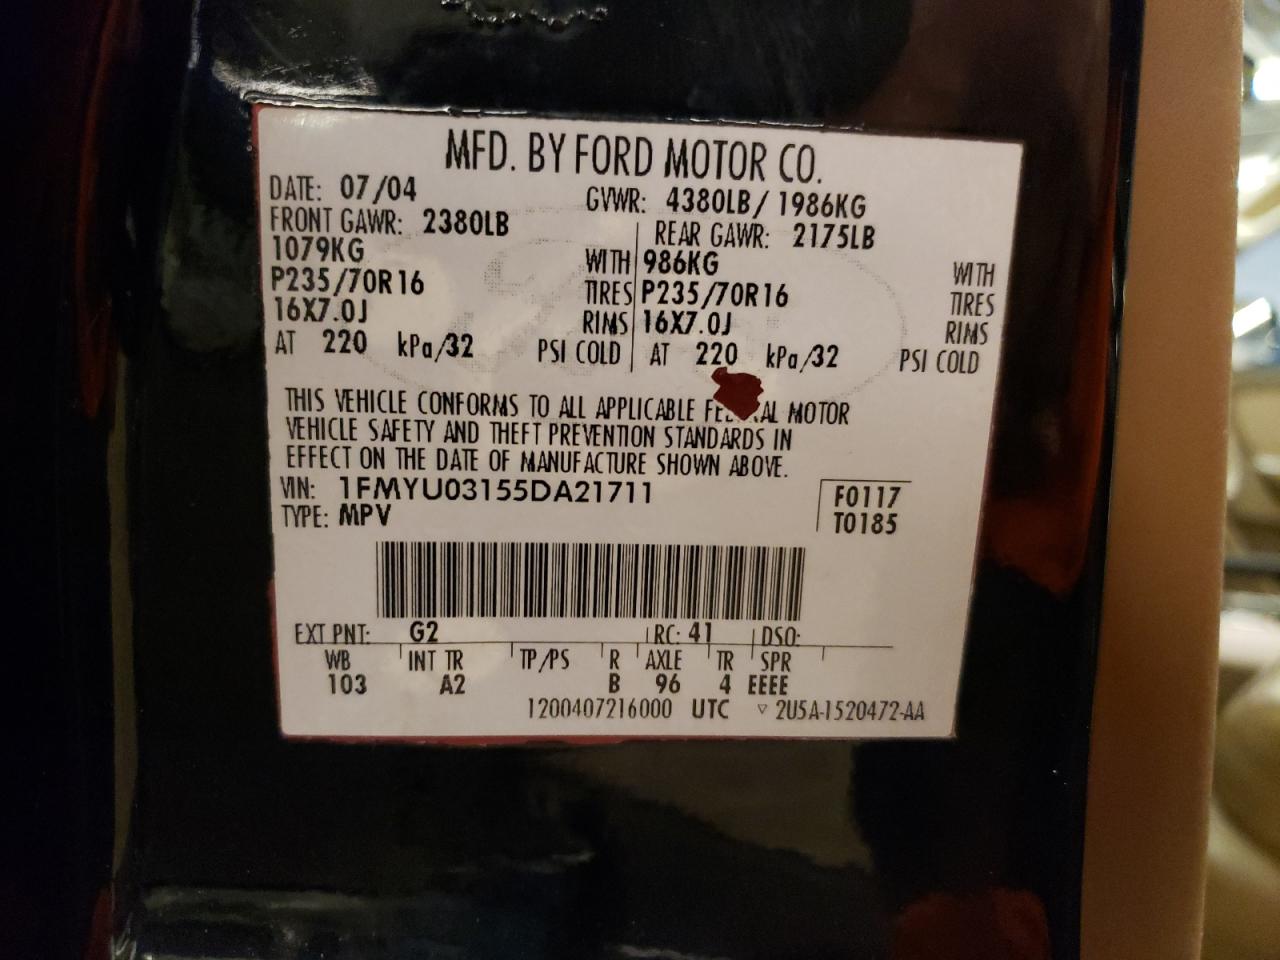 MFD. BY FORD MOTOR CO.
DATE: 07/04 GVWR: 4380LB/ 1986KG
FRONT GAWR: 2380LB REAR GAWR: 2175LB
1079KG WITH 986KG WITH
P235/70R16 TIRES P235/70R16 TIRES
16X7.0J RIMS 16X7.0J RIMS
AT 220 kPa/32 PSI COLD AT 220 kPa/32 PSI COLD
THIS VEHICLE CONFORMS TO ALL APPLICABLE MOTOR
VEHICLE SAFETY AND THEFT PREVENTION STANDARDS IN
EFFECT ON THE DATE OF MANUFACTURE SHOWN ABOVE.
VIN: 1FMYU03155DA21711 F0117
TYPE: MPV T0185
EXT PNT: G2 RC: 41 DSO:
WB INT TR TP/PS R AXLE TR SPR
103 A2 B 96 4 EEEE
1200407216000 UTC ▽ 2U5A-1520472-AA